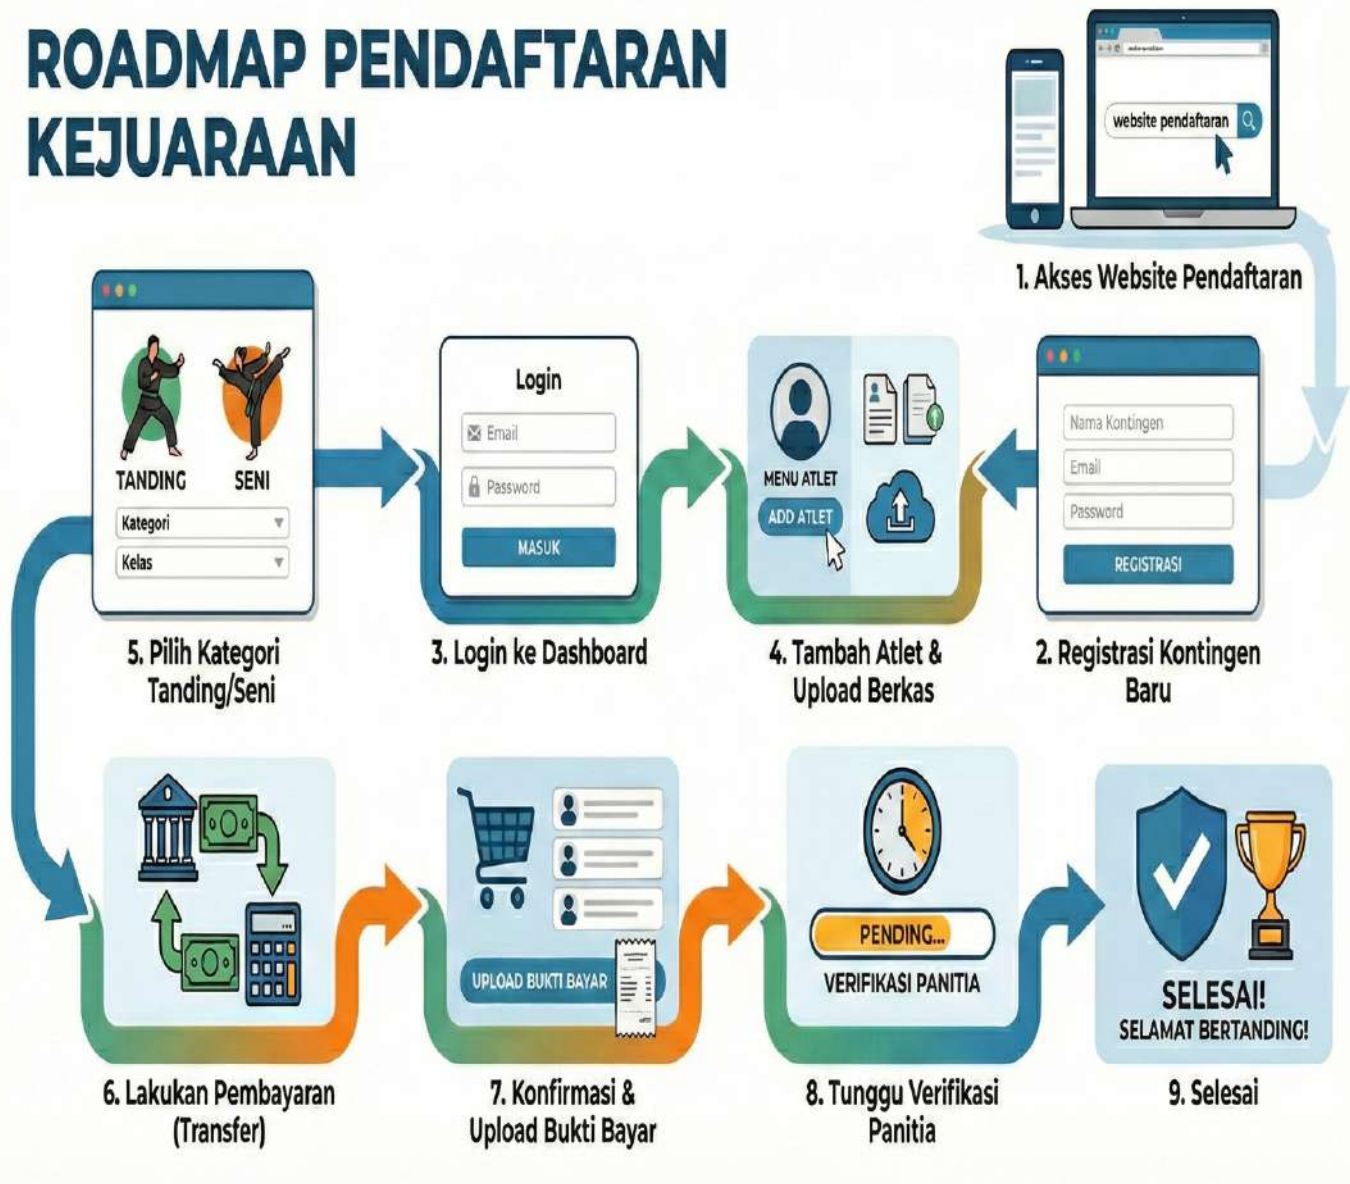 ROADMAP PENDAFTARAN
KEJUARAAN
website pendaftaran
1. Akses Website Pendaftaran
TANDING
SENI
Kategori
Kelas
5. Pilih Kategori
Tanding/Seni
Login
Email
Password
MASUK
3. Login ke Dashboard
MENU ATLET
ADD ATLET
4. Tambah Atlet &
Upload Berkas
Nama Kontingen
Email
Password
REGISTRASI
2. Registrasi Kontingen
Baru
6. Lakukan Pembayaran
(Transfer)
UPLOAD BUKTI BAYAR
7. Konfirmasi &
Upload Bukti Bayar
PENDING...
VERIFIKASI PANITIA
8. Tunggu Verifikasi
Panitia
SELESAI!
SELAMAT BERTANDING!
9. Selesai